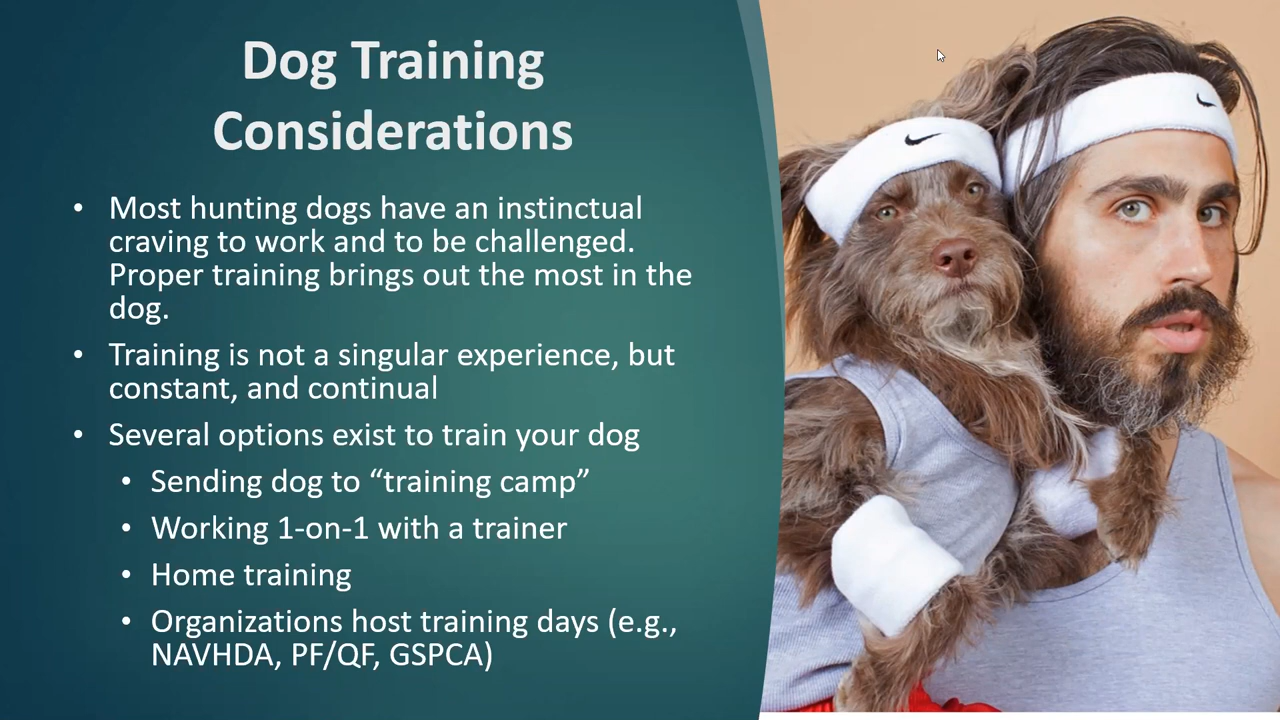 Dog Training
Considerations
• Most hunting dogs have an instinctual
craving to work and to be challenged.
Proper training brings out the most in the
dog.
• Training is not a singular experience, but
constant, and continual
• Several options exist to train your dog
• Sending dog to “training camp”
• Working 1-on-1 with a trainer
• Home training
• Organizations host training days (e.g.,
NAVHDA, PF/QF, GSPCA)